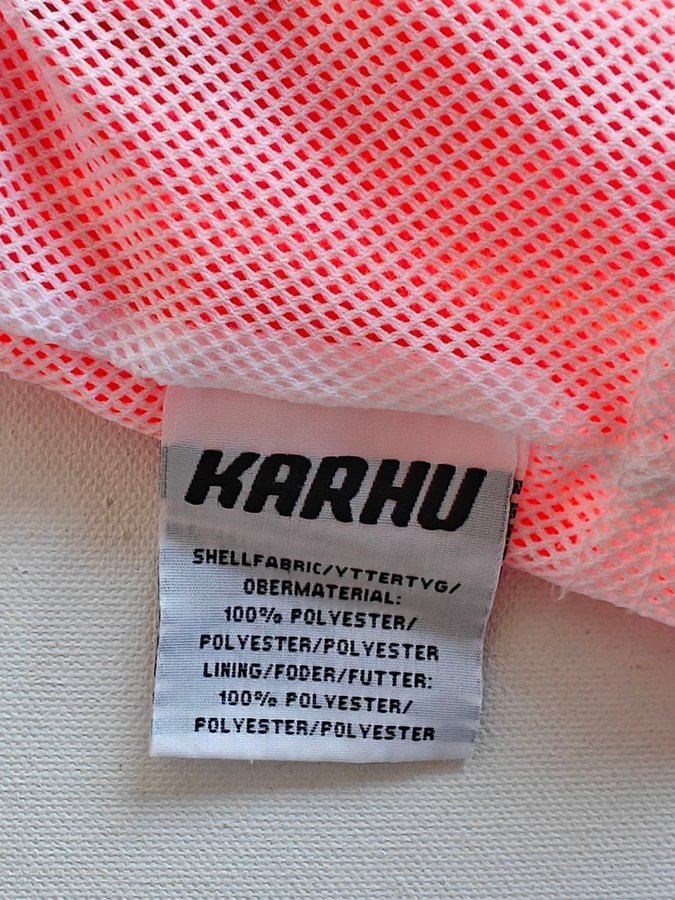 KARHU
SHELLFABRIC/YTTERTYG/
OBERMATERIAL:
100% POLYESTER/
POLYESTER/POLYESTER
LINING/FODER/FUTTER:
100% POLYESTER/
POLYESTER/POLYESTER